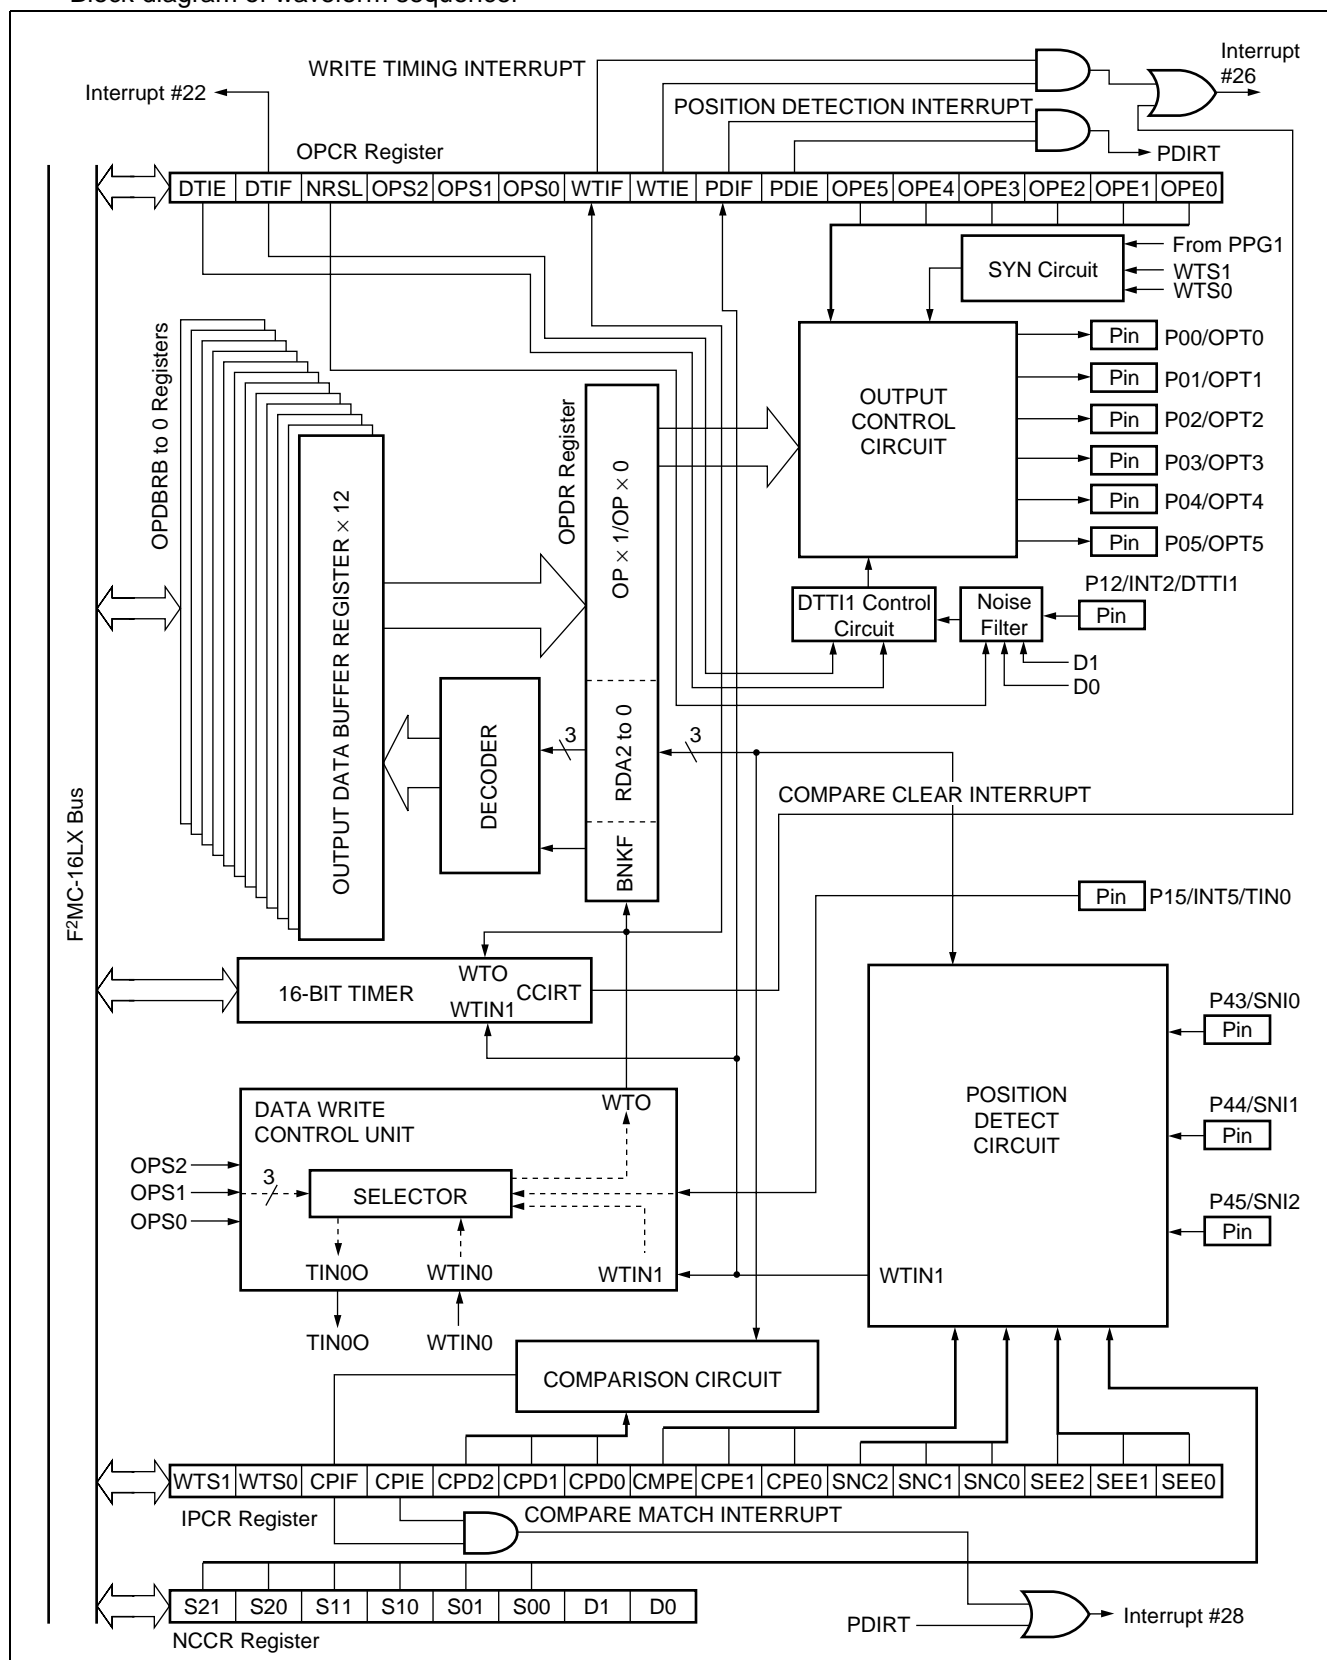 Block diagram of waveform sequencer
WRITE TIMING INTERRUPT
Interrupt #26
Interrupt #22
POSITION DETECTION INTERRUPT
PDIRT
OPCR Register
DTIE DTIF NRSL OPS2 OPS1 OPS0 WTIF WTIE PDIF PDIE OPE5 OPE4 OPE3 OPE2 OPE1 OPE0
From PPG1
SYN Circuit
WTS1
WTS0
OPDBRB to 0 Registers
OUTPUT DATA BUFFER REGISTER × 12
OPDR Register
OP × 1/OP × 0
RDA2 to 0
BNKF
OUTPUT
CONTROL
CIRCUIT
Pin P00/OPT0
Pin P01/OPT1
Pin P02/OPT2
Pin P03/OPT3
Pin P04/OPT4
Pin P05/OPT5
P12/INT2/DTTI1
DTTI1 Control
Circuit
Noise
Filter
Pin
D1
D0
DECODER
3
3
COMPARE CLEAR INTERRUPT
F²MC-16LX Bus
Pin P15/INT5/TIN0
16-BIT TIMER
WTO
CCIRT
WTIN1
P43/SNI0
Pin
POSITION
DETECT
CIRCUIT
P44/SNI1
Pin
P45/SNI2
Pin
WTIN1
DATA WRITE
CONTROL UNIT
WTO
OPS2
OPS1
OPS0
3
SELECTOR
TIN0O WTIN0 WTIN1
TIN0O WTIN0
COMPARISON CIRCUIT
WTS1 WTS0 CPIF CPIE CPD2 CPD1 CPD0 CMPE CPE1 CPE0 SNC2 SNC1 SNC0 SEE2 SEE1 SEE0
IPCR Register
COMPARE MATCH INTERRUPT
S21 S20 S11 S10 S01 S00 D1 D0
NCCR Register
PDIRT
Interrupt #28